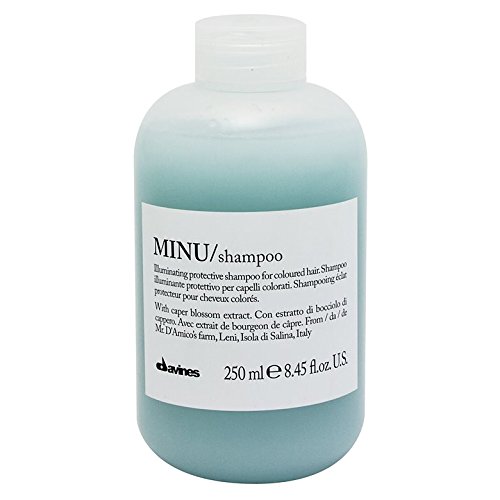 MINU/shampoo
Illuminating protective shampoo for coloured hair. Shampoo
illuminante protettivo per capelli colorati. Shampooing éclat
protecteur pour cheveux colorés.
With caper blossom extract. Con estratto di bocciolo di
cappero. Avec extrait de bourgeon de câpre. From / da / de
Mr. D'Amico's farm, Leni, Isola di Salina, Italy
davines 250 ml e 8.45 fl.oz. U.S.